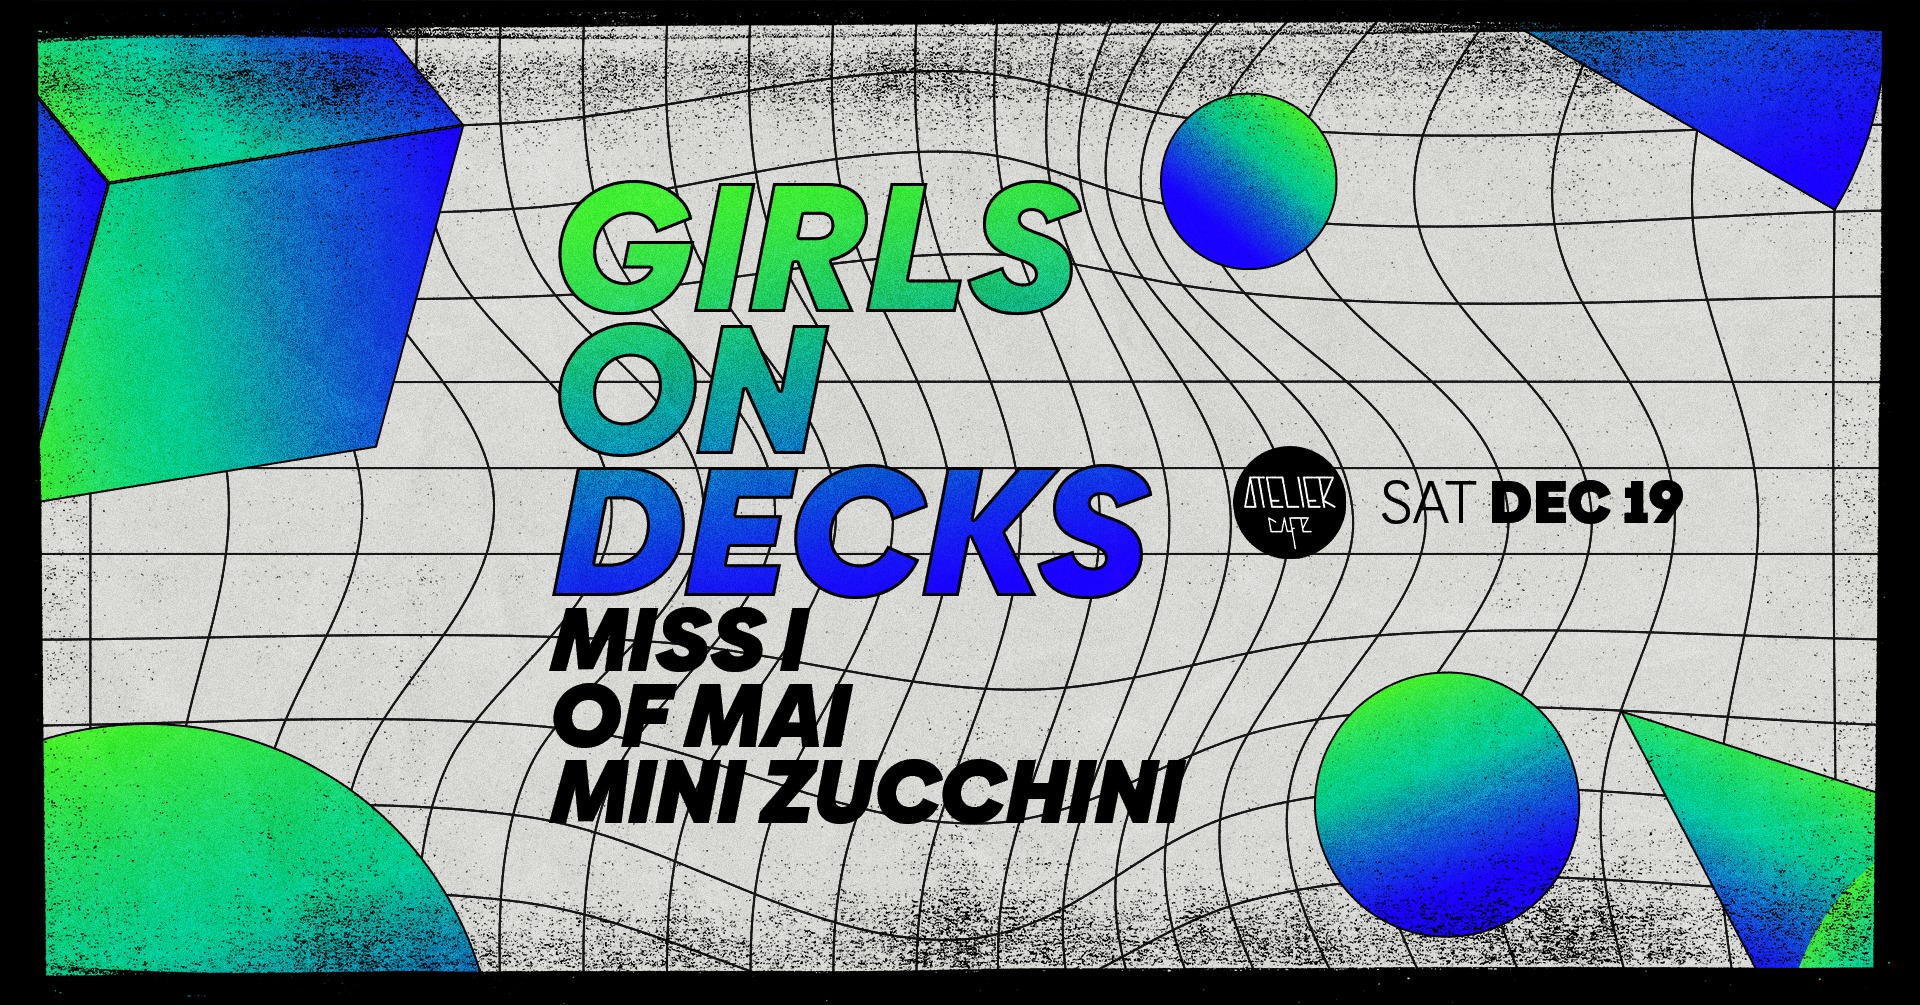 GIRLS
ON
DECKS
MISS I
OF MAI
MINI ZUCCHINI
ATELIER
CAFE
SAT DEC 19